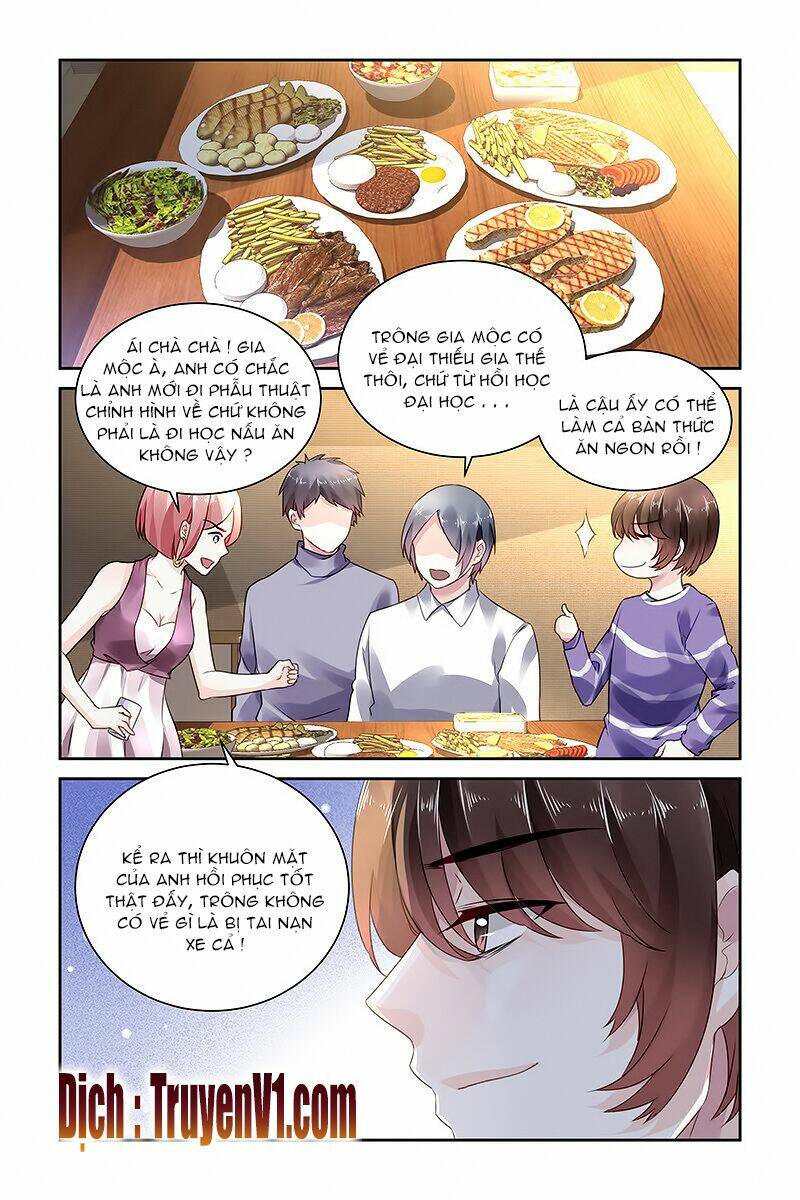 ÁI CHÀ CHÀ ! GIA
MỘC À, ANH CÓ CHẮC
LÀ ANH MỚI ĐI PHẪU THUẬT
CHỈNH HÌNH VỀ CHỨ KHÔNG
PHẢI LÀ ĐI HỌC NẤU ĂN
KHÔNG VẬY ?
TRÔNG GIA MỘC CÓ
VẺ ĐẠI THIẾU GIA THẾ
THÔI, CHỨ TỪ HỒI HỌC
ĐẠI HỌC . . .
LÀ CẬU ẤY CÓ THỂ
LÀM CẢ BÀN THỨC
ĂN NGON RỒI !
KỂ RA THÌ KHUÔN MẶT
CỦA ANH HỒI PHỤC TỐT
THẬT ĐẤY, TRÔNG KHÔNG
CÓ VẺ GÌ LÀ BỊ TAI NẠN
XE CẢ !
Dịch : TruyenV1.com